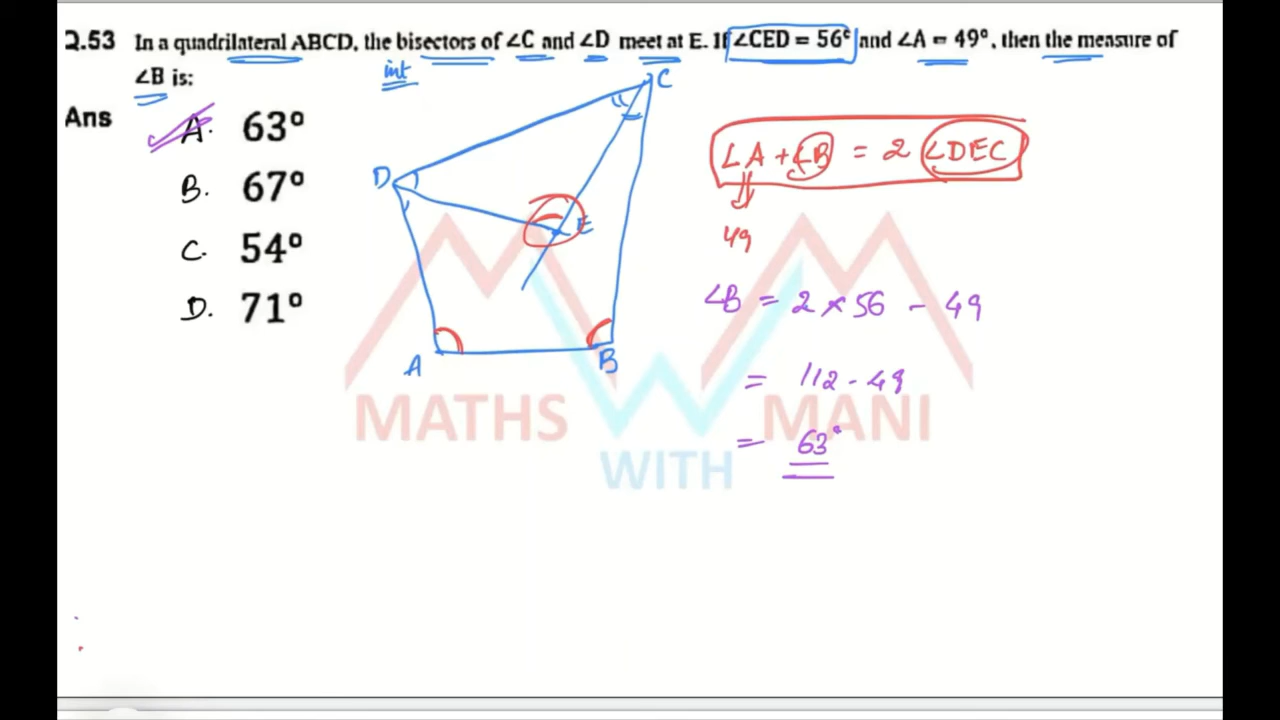 Q.53 In a quadrilateral ABCD, the bisectors of ∠C and ∠D meet at E. If ∠CED = 56° and ∠A = 49°, then the measure of
∠B is:
int
Ans
A. 63°
B. 67°
C. 54°
D. 71°
C
D
E
A
B
∠A + ∠B = 2 ∠DEC
49
∠B = 2 × 56 - 49
= 112 - 49
= 63°
MATHS
WITH
MANI